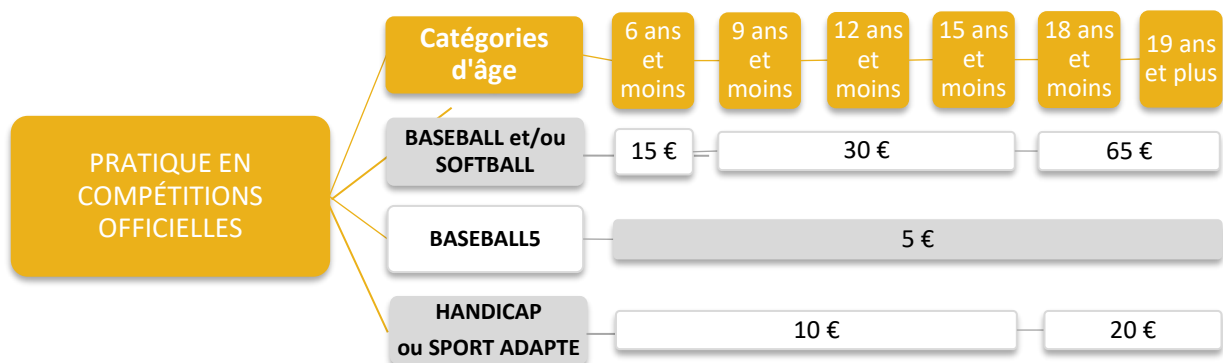 PRATIQUE EN
COMPÉTITIONS
OFFICIELLES
Catégories
d'âge
6 ans
et
moins
9 ans
et
moins
12 ans
et
moins
15 ans
et
moins
18 ans
et
moins
19 ans
et plus
BASEBALL et/ou
SOFTBALL
15 €
30 €
65 €
BASEBALL5
5 €
HANDICAP
ou SPORT ADAPTE
10 €
20 €